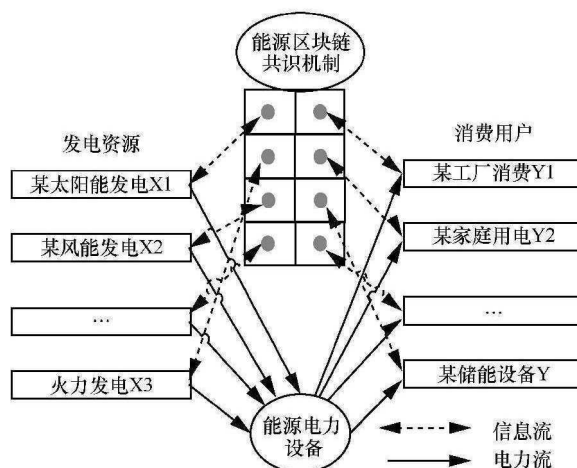 能源区块链
共识机制
发电资源
消费用户
某太阳能发电X1
某工厂消费Y1
某风能发电X2
某家庭用电Y2
…
…
火力发电X3
某储能设备Y
能源电力
设备
信息流
电力流